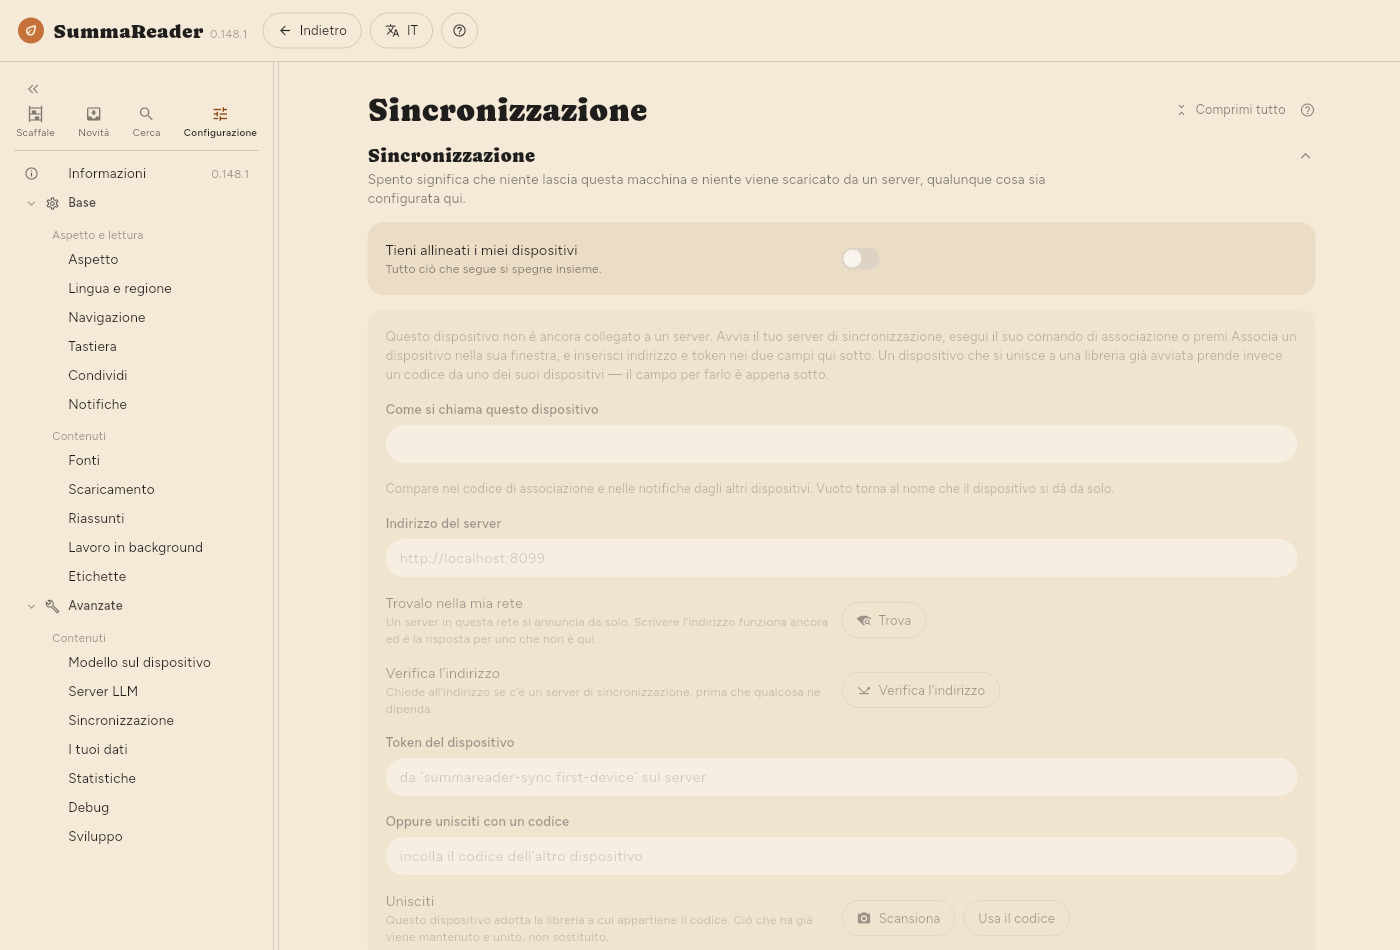 SummaReader 0.148.1
Indietro
IT
Scaffale
Novità
Cerca
Configurazione
Informazioni 0.148.1
Base
Aspetto e lettura
Aspetto
Lingua e regione
Navigazione
Tastiera
Condividi
Notifiche
Contenuti
Fonti
Scaricamento
Riassunti
Lavoro in background
Etichette
Avanzate
Contenuti
Modello sul dispositivo
Server LLM
Sincronizzazione
I tuoi dati
Statistiche
Debug
Sviluppo
Sincronizzazione
Comprimi tutto
Sincronizzazione
Spento significa che niente lascia questa macchina e niente viene scaricato da un server, qualunque cosa sia
configurata qui.
Tieni allineati i miei dispositivi
Tutto ciò che segue si spegne insieme.
Questo dispositivo non è ancora collegato a un server. Avvia il tuo server di sincronizzazione, esegui il suo comando di associazione o premi Associa un
dispositivo nella sua finestra, e inserisci indirizzo e token nei due campi qui sotto. Un dispositivo che si unisce a una libreria già avviata prende invece
un codice da uno dei suoi dispositivi — il campo per farlo è appena sotto.
Come si chiama questo dispositivo
Compare nel codice di associazione e nelle notifiche dagli altri dispositivi. Vuoto torna al nome che il dispositivo si dà da solo.
Indirizzo del server
http://localhost:8099
Trovalo nella mia rete
Un server in questa rete si annuncia da solo. Scrivere l'indirizzo funziona ancora
ed è la risposta per uno che non è qui.
Trova
Verifica l'indirizzo
Chiede all'indirizzo se c'è un server di sincronizzazione, prima che qualcosa ne
dipenda.
Verifica l'indirizzo
Token del dispositivo
da `summareader-sync first-device` sul server
Oppure unisciti con un codice
incolla il codice dell'altro dispositivo
Unisciti
Questo dispositivo adotta la libreria a cui appartiene il codice. Ciò che ha già
viene mantenuto e unito, non sostituito.
Scansiona
Usa il codice